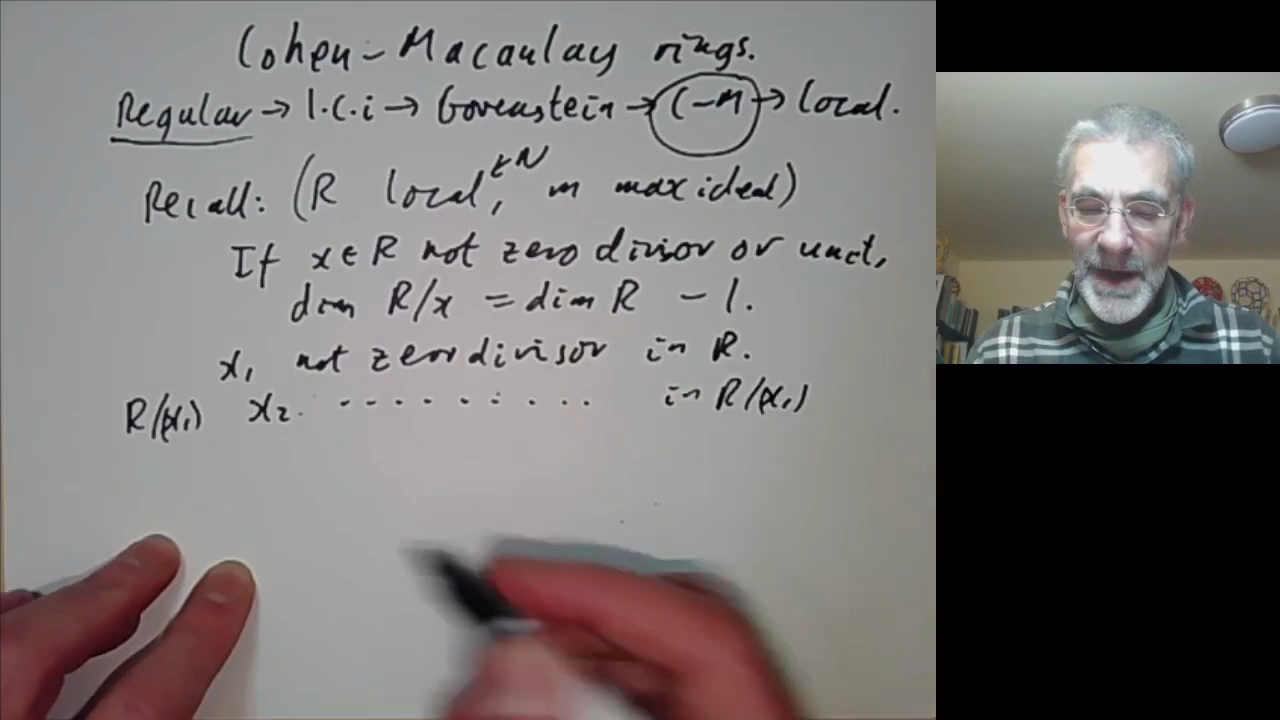 Cohen-Macaulay rings.
Regular → l.c.i → Gorenstein → C-M → local.
Recall: (R local, +N m max ideal)
If x ∈ R not zero divisor or unit,
dim R/x = dim R - 1.
x₁ not zero divisor in R.
R/(x₁) x₂. - - - - - - - - - in R/(x₁)